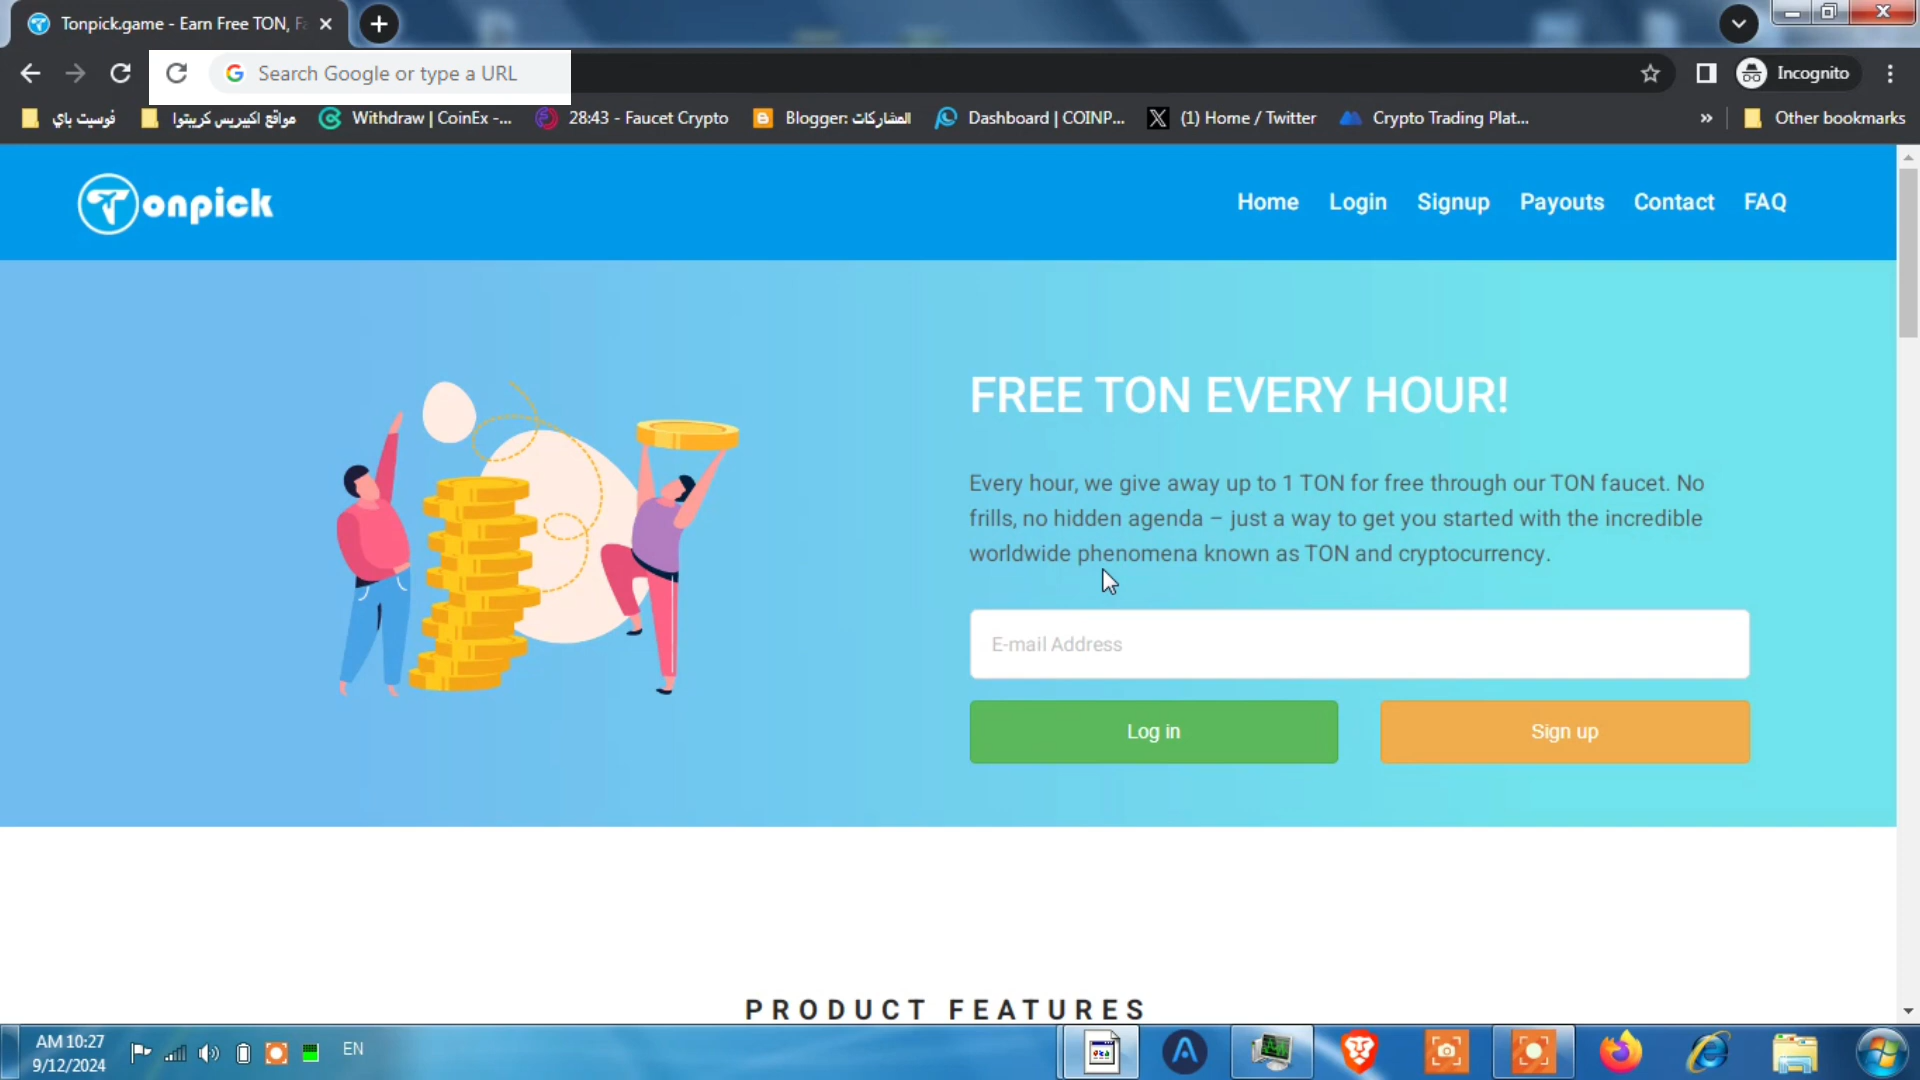 Tonpick.game - Earn Free TON, F
Search Google or type a URL
Incognito
فوسيت باي
مواقع اكبيريس كريبتوا
Withdraw | CoinEx -...
28:43 - Faucet Crypto
Blogger: المشاركات
Dashboard | COINP...
(1) Home / Twitter
Crypto Trading Plat...
»
Other bookmarks
Tonpick
Home
Login
Signup
Payouts
Contact
FAQ
FREE TON EVERY HOUR!
Every hour, we give away up to 1 TON for free through our TON faucet. No
frills, no hidden agenda – just a way to get you started with the incredible
worldwide phenomena known as TON and cryptocurrency.
E-mail Address
Log in
Sign up
PRODUCT FEATURES
AM 10:27
9/12/2024
EN